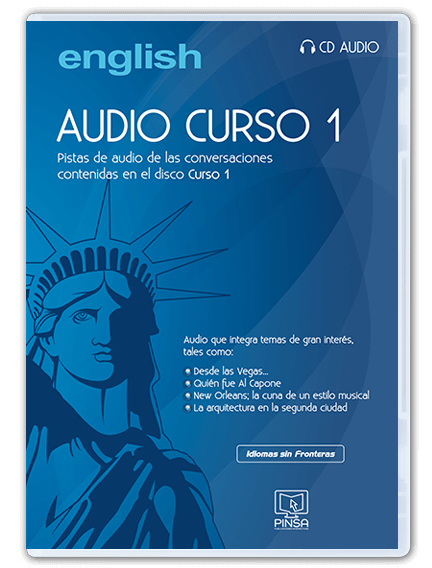 english
CD AUDIO
AUDIO CURSO 1
Pistas de audio de las conversaciones
contenidas en el disco Curso 1
Audio que integra temas de gran interés,
tales como:
Desde las Vegas...
Quién fue Al Capone
New Orleans; la cuna de un estilo musical
La arquitectura en la segunda ciudad
Idiomas sin Fronteras
PINSA